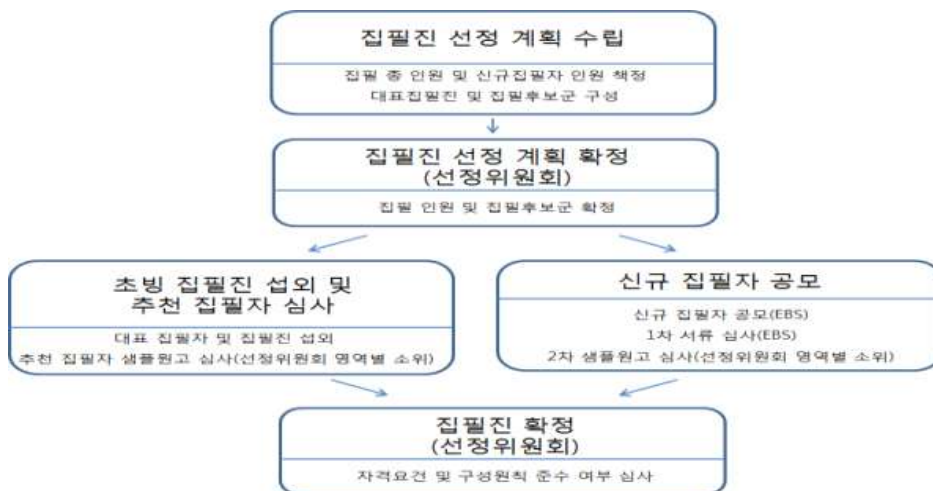 집필진 선정 계획 수립
집필 총 인원 및 신규집필자 인원 책정
대표집필진 및 집필후보군 구성
집필진 선정 계획 확정
(선정위원회)
집필 인원 및 집필후보군 확정
초빙 집필진 섭외 및
추천 집필자 심사
대표 집필자 및 집필진 섭외
추천 집필자 샘플원고 심사(선정위원회 영역별 소위)
신규 집필자 공모
신규 집필자 공모(EBS)
1차 서류 심사(EBS)
2차 샘플원고 심사(선정위원회 영역별 소위)
집필진 확정
(선정위원회)
자격요건 및 구성원칙 준수 여부 심사